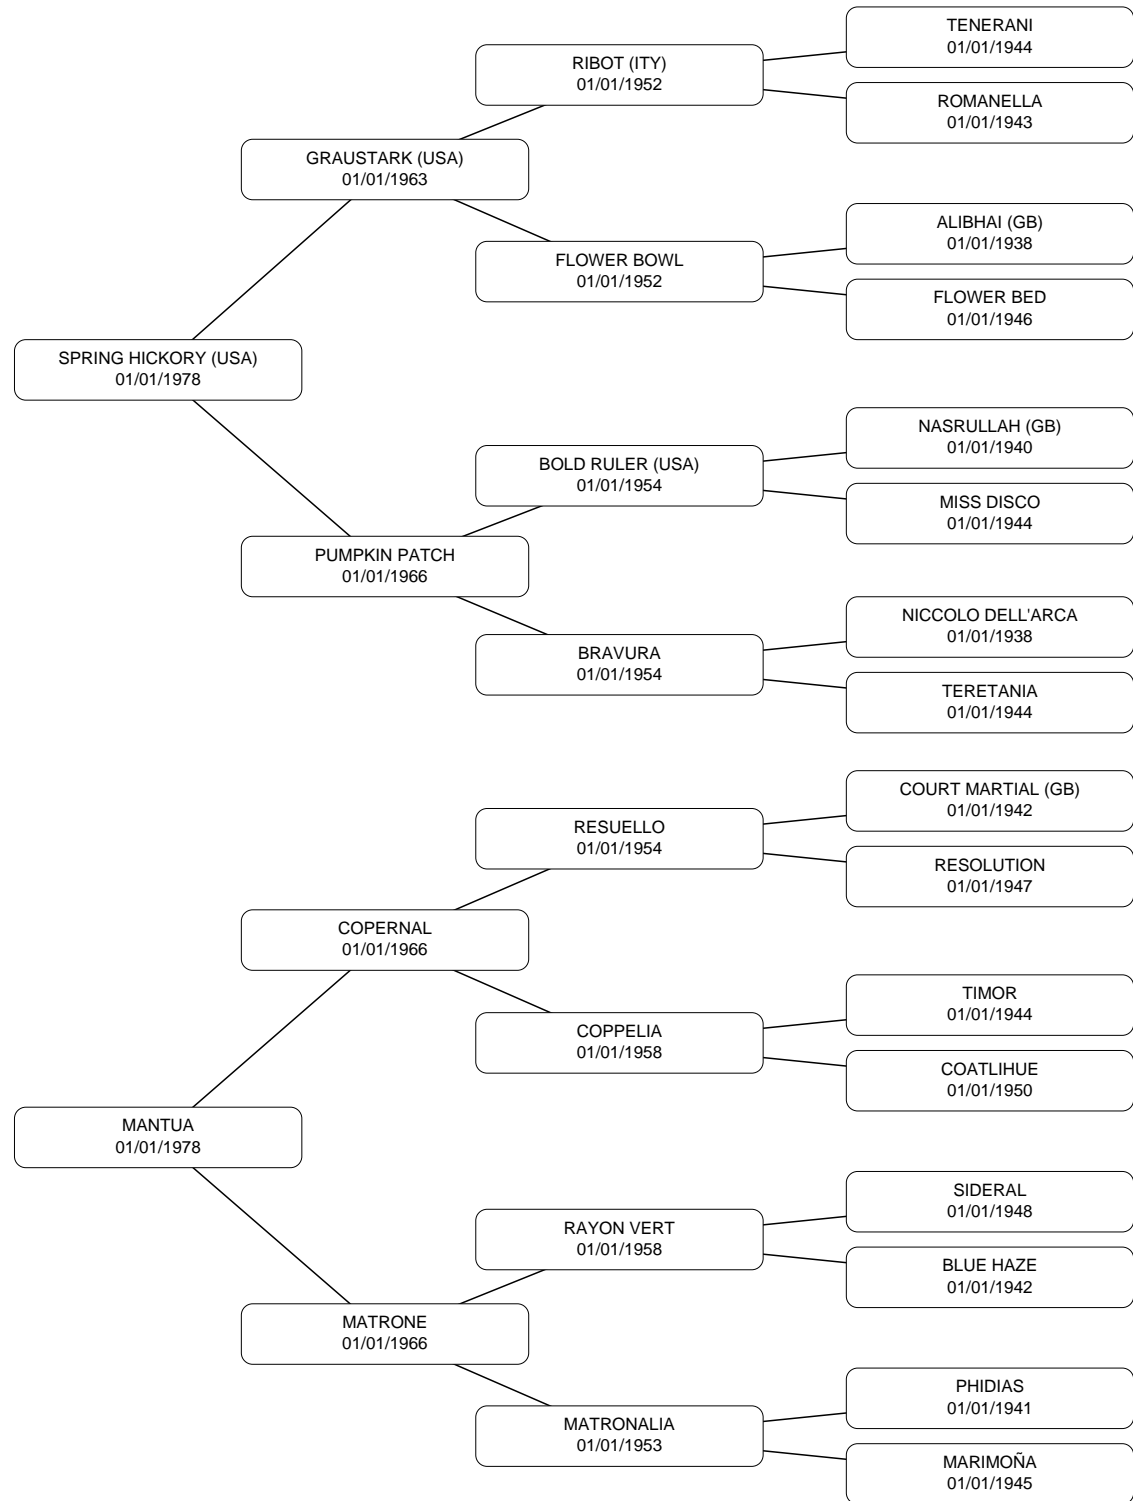 TENERANI
01/01/1944
RIBOT (ITY)
01/01/1952
ROMANELLA
01/01/1943
GRAUSTARK (USA)
01/01/1963
ALIBHAI (GB)
01/01/1938
FLOWER BOWL
01/01/1952
FLOWER BED
01/01/1946
SPRING HICKORY (USA)
01/01/1978
NASRULLAH (GB)
01/01/1940
BOLD RULER (USA)
01/01/1954
MISS DISCO
01/01/1944
PUMPKIN PATCH
01/01/1966
NICCOLO DELL'ARCA
01/01/1938
BRAVURA
01/01/1954
TERETANIA
01/01/1944
COURT MARTIAL (GB)
01/01/1942
RESUELLO
01/01/1954
RESOLUTION
01/01/1947
COPERNAL
01/01/1966
TIMOR
01/01/1944
COPPELIA
01/01/1958
COATLIHUE
01/01/1950
MANTUA
01/01/1978
SIDERAL
01/01/1948
RAYON VERT
01/01/1958
BLUE HAZE
01/01/1942
MATRONE
01/01/1966
PHIDIAS
01/01/1941
MATRONALIA
01/01/1953
MARIMOÑA
01/01/1945